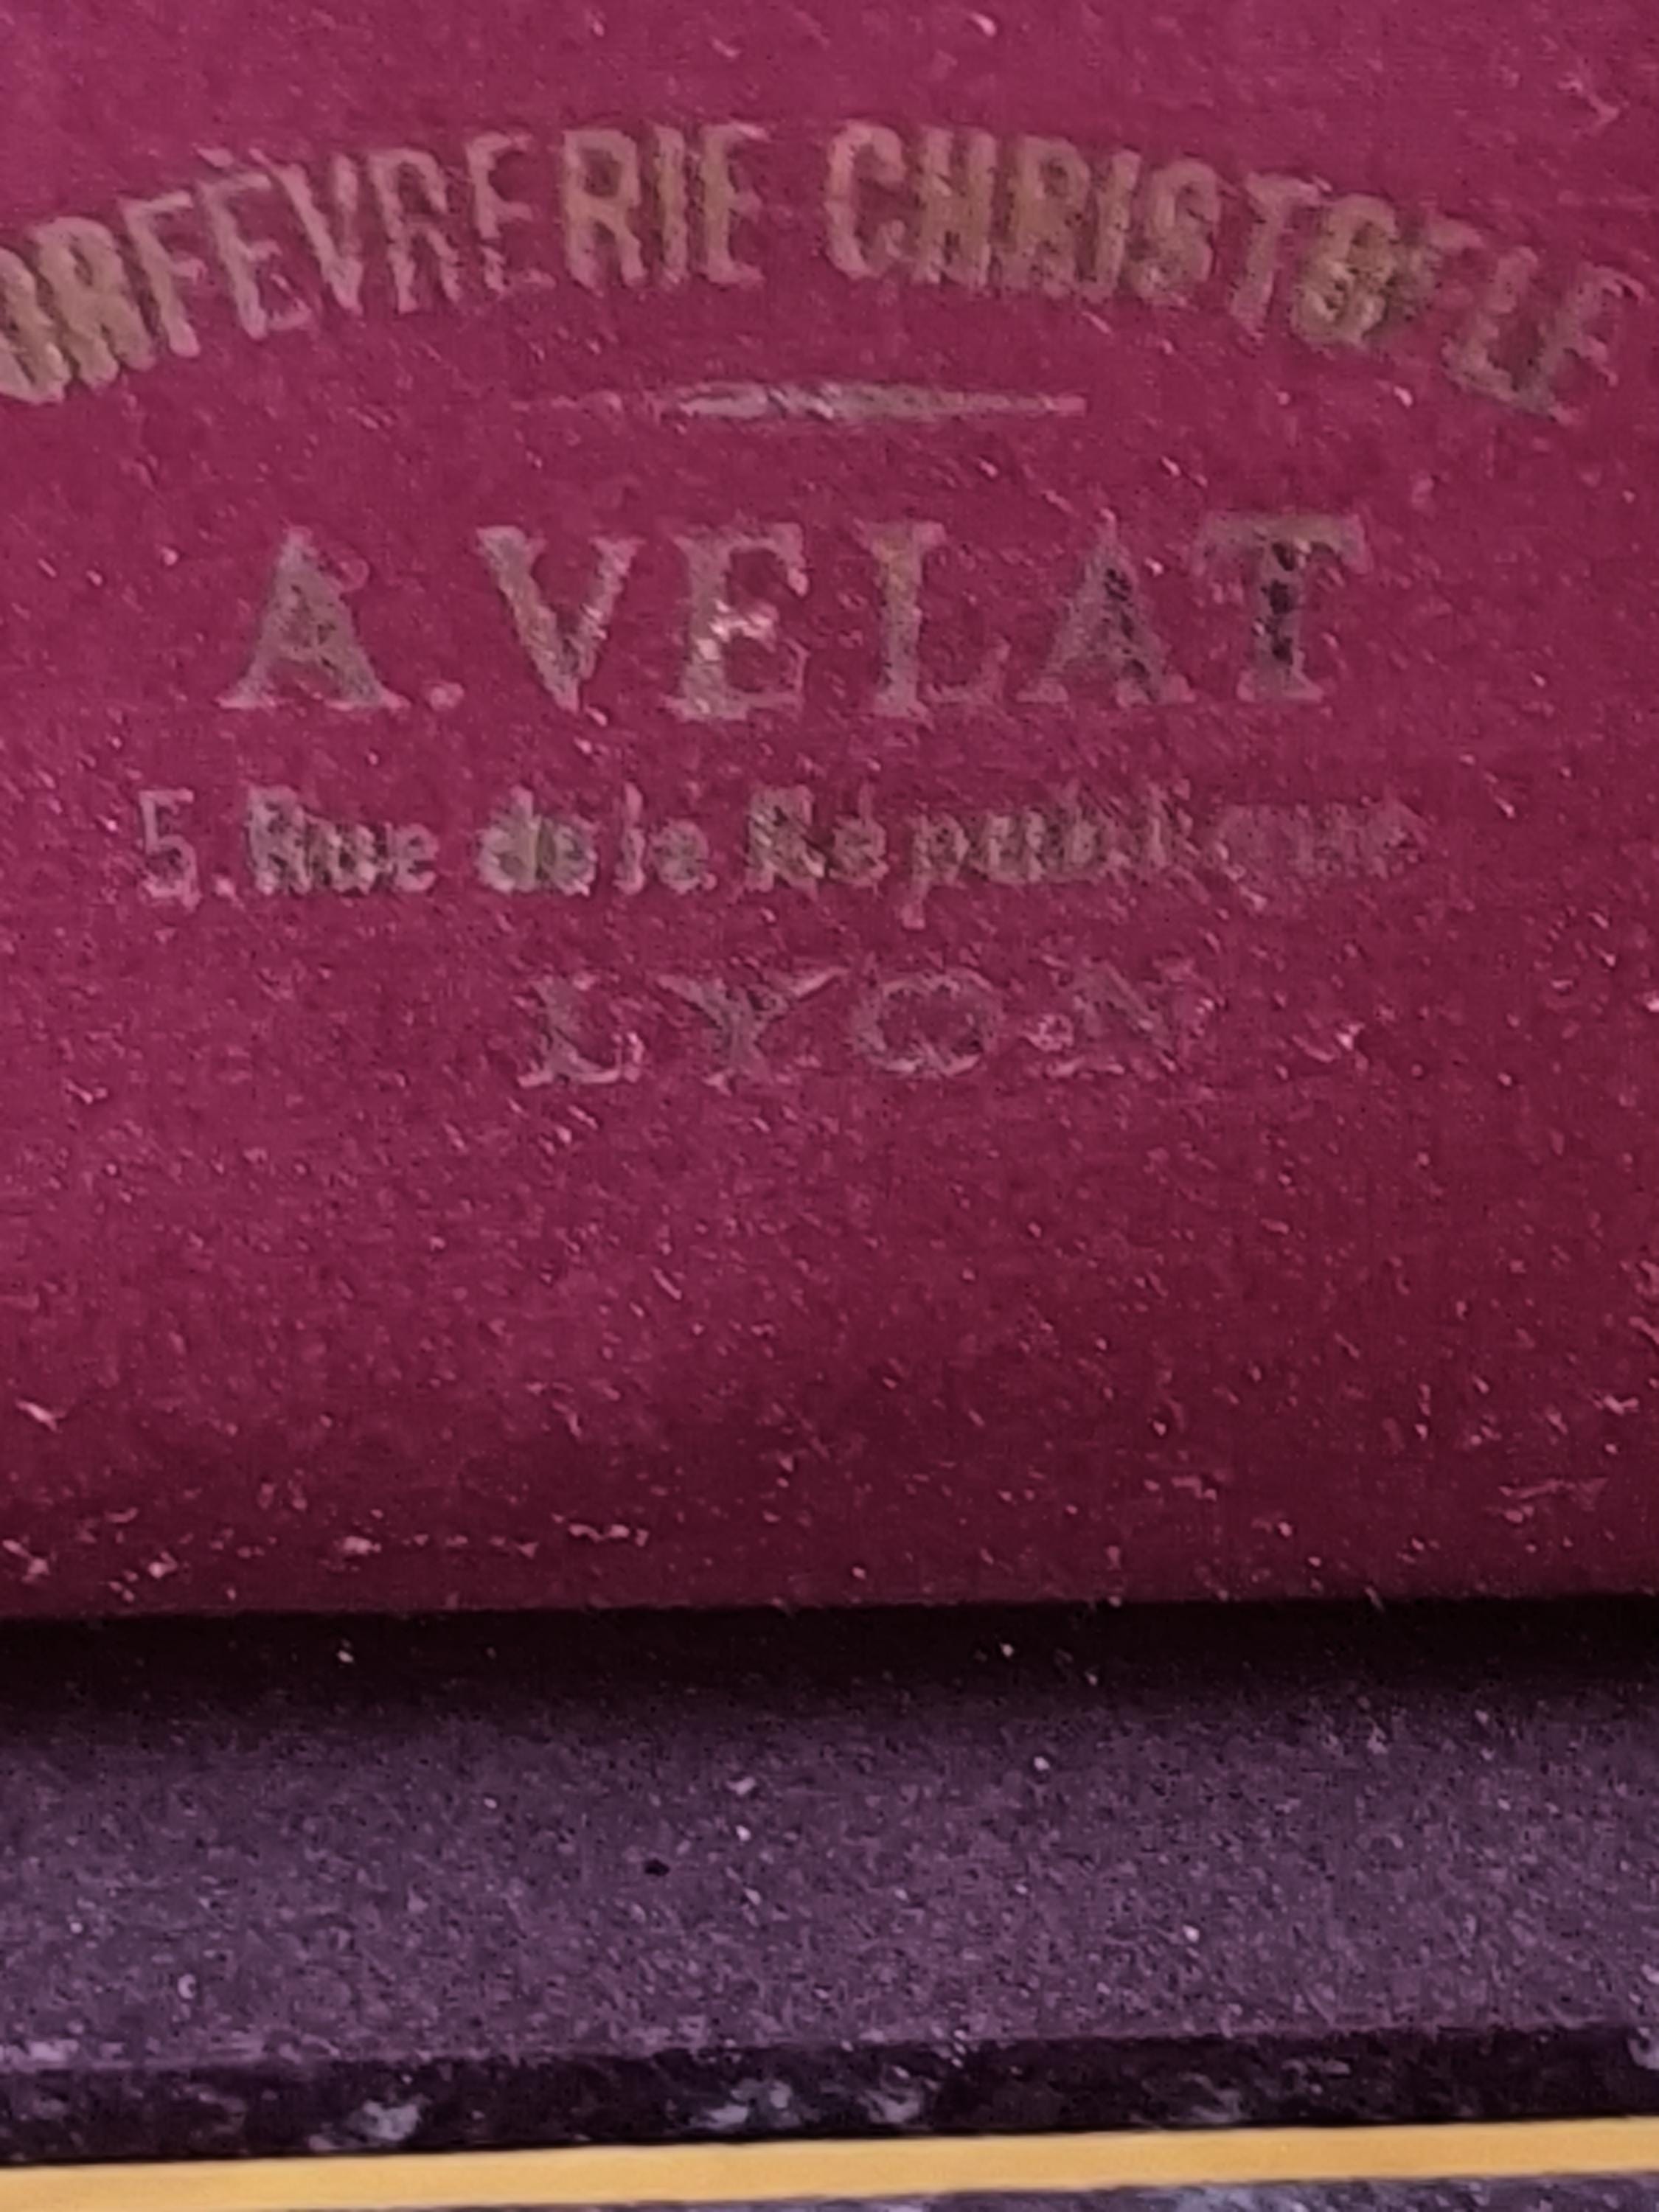 ORFÈVRERIE CHRISTOFLE
A. VELAT
5. Rue de la République
LYON